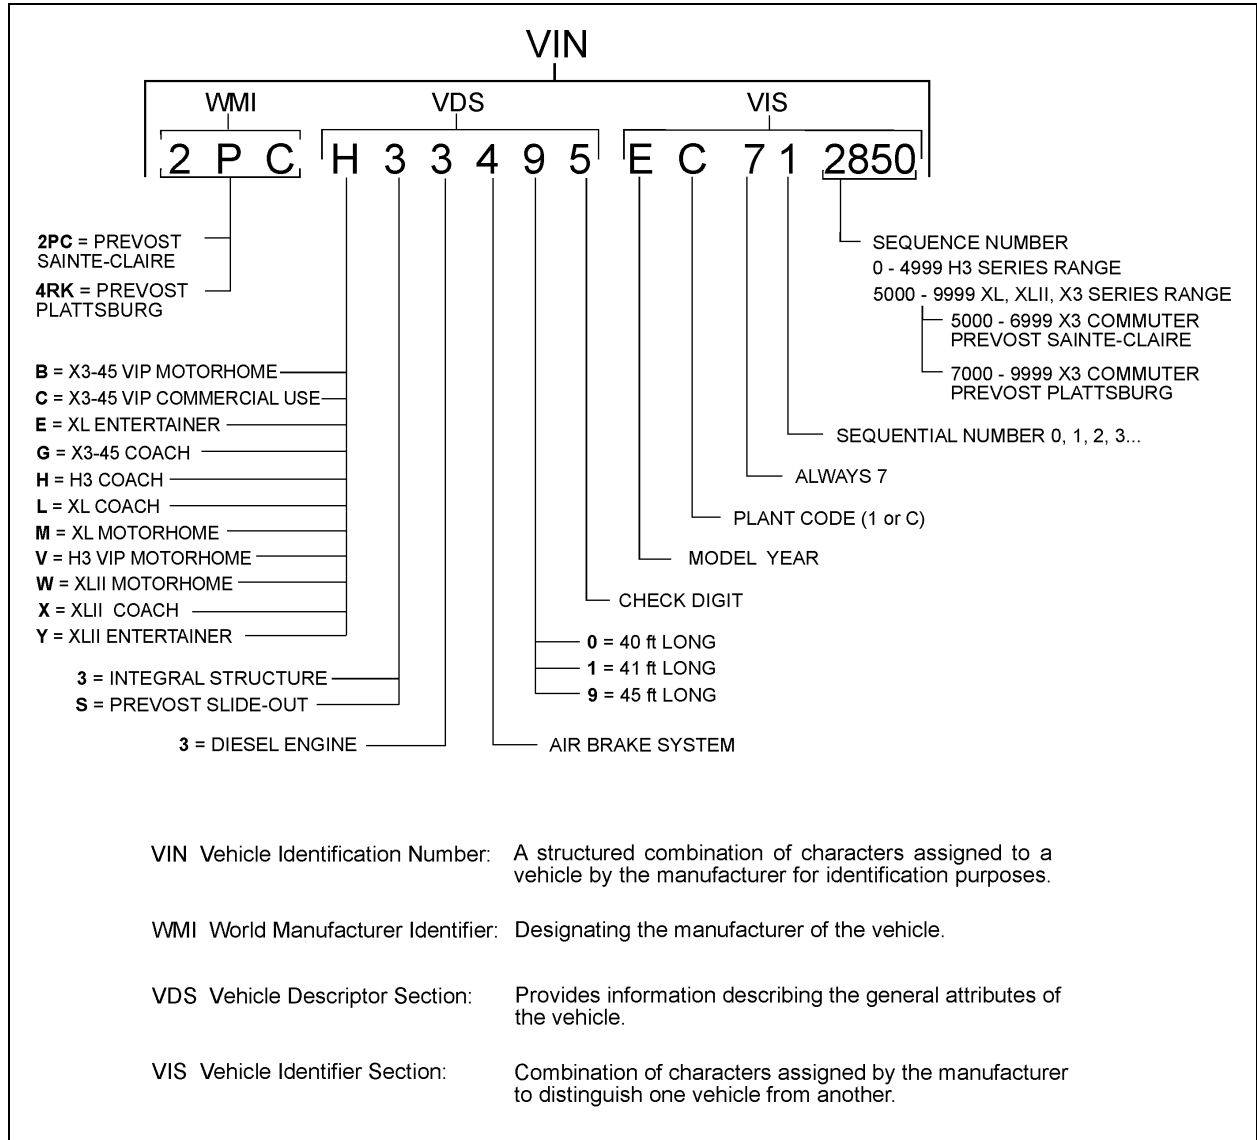 VIN
WMI VDS VIS
2 P C H 3 3 4 9 5 E C 7 1 2850
2PC = PREVOST
SAINTE-CLAIRE
4RK = PREVOST
PLATTSBURG
SEQUENCE NUMBER
0 - 4999 H3 SERIES RANGE
5000 - 9999 XL, XLII, X3 SERIES RANGE
5000 - 6999 X3 COMMUTER
PREVOST SAINTE-CLAIRE
7000 - 9999 X3 COMMUTER
PREVOST PLATTSBURG
SEQUENTIAL NUMBER 0, 1, 2, 3...
ALWAYS 7
PLANT CODE (1 or C)
MODEL YEAR
CHECK DIGIT
B = X3-45 VIP MOTORHOME
C = X3-45 VIP COMMERCIAL USE
E = XL ENTERTAINER
G = X3-45 COACH
H = H3 COACH
L = XL COACH
M = XL MOTORHOME
V = H3 VIP MOTORHOME
W = XLII MOTORHOME
X = XLII COACH
Y = XLII ENTERTAINER
0 = 40 ft LONG
1 = 41 ft LONG
9 = 45 ft LONG
3 = INTEGRAL STRUCTURE
S = PREVOST SLIDE-OUT
3 = DIESEL ENGINE
AIR BRAKE SYSTEM
VIN Vehicle Identification Number: A structured combination of characters assigned to a
vehicle by the manufacturer for identification purposes.
WMI World Manufacturer Identifier: Designating the manufacturer of the vehicle.
VDS Vehicle Descriptor Section: Provides information describing the general attributes of
the vehicle.
VIS Vehicle Identifier Section: Combination of characters assigned by the manufacturer
to distinguish one vehicle from another.